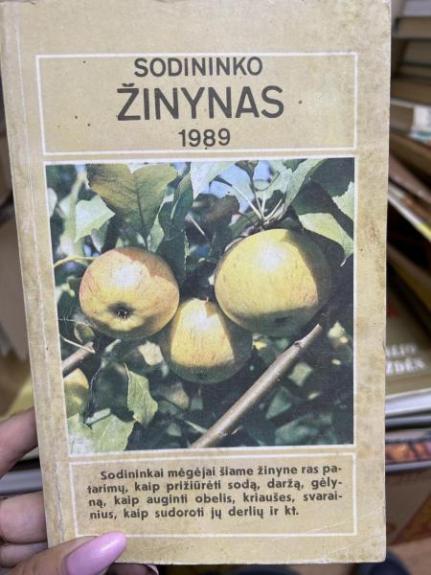 SODININKO
ŽINYNAS
1989
Sodininkai mėgėjai šiame žinyne ras pa-
tarimų, kaip prižiūrėti sodą, daržą, gėly-
ną, kaip auginti obelis, kriaušes, svarai-
nius, kaip sudoroti jų derlių ir kt.